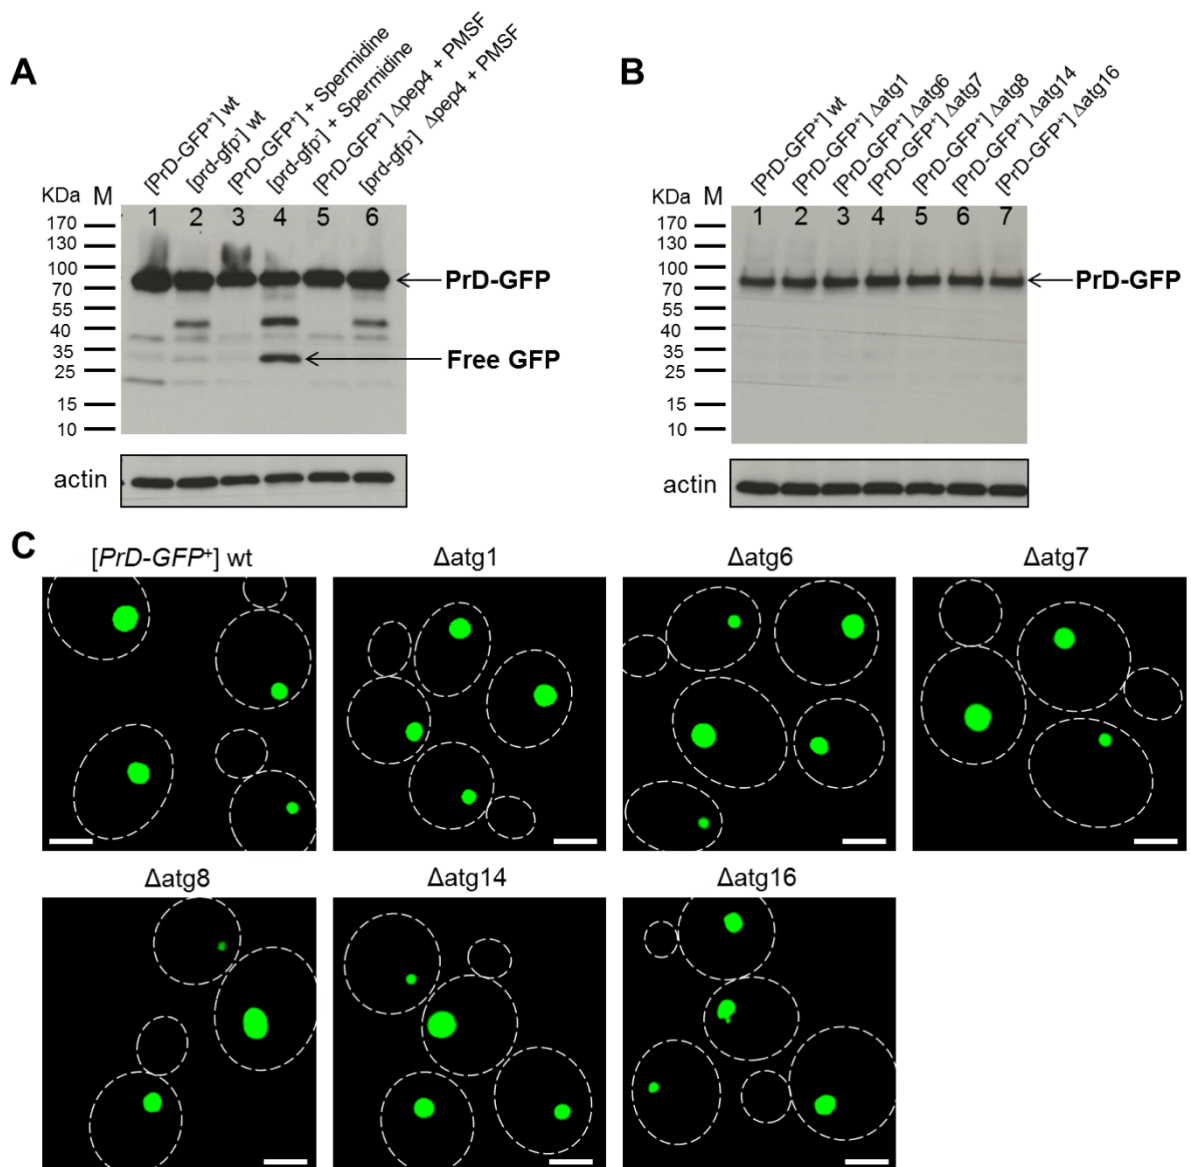 A
[PrD-GFP⁺] wt
[prd-gfp⁻] wt
[PrD-GFP⁺] + Spermidine
[prd-gfp⁻] + Spermidine
[PrD-GFP⁺] Δpep4 + PMSF
[prd-gfp⁻] Δpep4 + PMSF
KDa M
1 2 3 4 5 6
170
130
100
70
55
40
35
25
15
10
PrD-GFP
Free GFP
actin
B
[PrD-GFP⁺] wt
[PrD-GFP⁺] Δatg1
[PrD-GFP⁺] Δatg6
[PrD-GFP⁺] Δatg7
[PrD-GFP⁺] Δatg8
[PrD-GFP⁺] Δatg14
[PrD-GFP⁺] Δatg16
KDa M
1 2 3 4 5 6 7
170
130
100
70
55
40
35
25
15
10
PrD-GFP
actin
C
[PrD-GFP⁺] wt
Δatg1
Δatg6
Δatg7
Δatg8
Δatg14
Δatg16